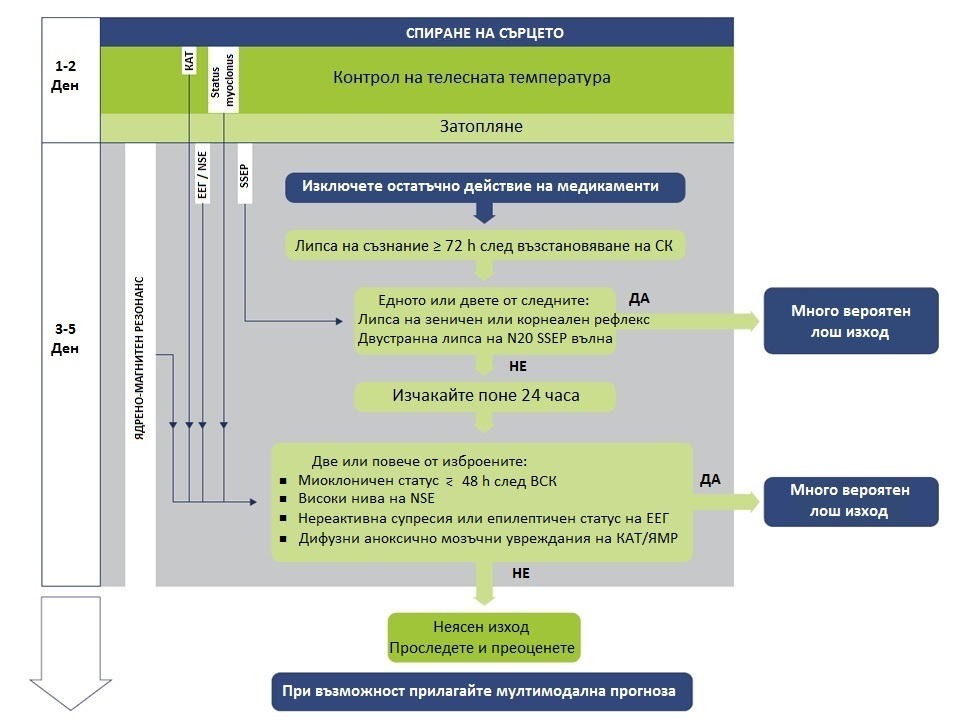 СПИРАНЕ НА СЪРЦЕТО
1-2
Ден
КАТ
Status
myoclonus
Контрол на телесната температура
Затопляне
3-5
Ден
ЯДРЕНО-МАГНИТЕН РЕЗОНАНС
ЕЕГ / NSE
SSEP
Изключете остатъчно действие на медикаменти
Липса на съзнание ≥ 72 h след възстановяване на СК
Едното или двете от следните:
Липса на зеничен или корнеален рефлекс
Двустранна липса на N20 SSEP вълна
ДА
Много вероятен
лош изход
НЕ
Изчакайте поне 24 часа
Две или повече от изброените:
▪ Миоклоничен статус ≷ 48 h след ВСК
▪ Високи нива на NSE
▪ Нереактивна супресия или епилептичен статус на ЕЕГ
▪ Дифузни аноксично мозъчни увреждания на КАТ/ЯМР
ДА
Много вероятен
лош изход
НЕ
Неясен изход
Проследете и преоценете
При възможност прилагайте мултимодална прогноза